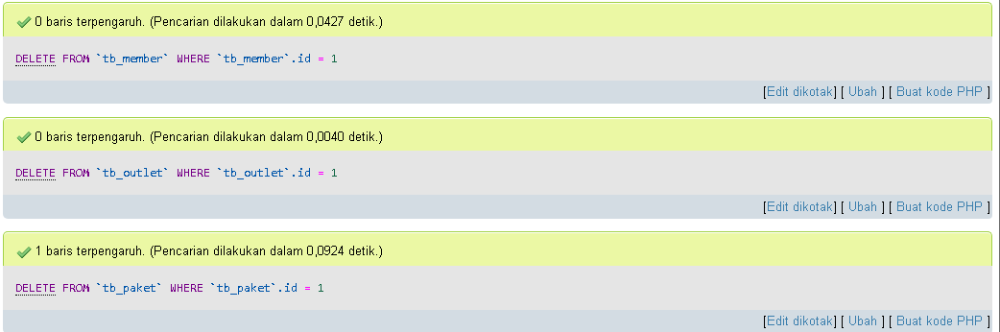 0 baris terpengaruh. (Pencarian dilakukan dalam 0,0427 detik.)
DELETE FROM `tb_member` WHERE `tb_member`.id = 1
[Edit dikotak] [ Ubah ] [ Buat kode PHP ]
0 baris terpengaruh. (Pencarian dilakukan dalam 0,0040 detik.)
DELETE FROM `tb_outlet` WHERE `tb_outlet`.id = 1
[Edit dikotak] [ Ubah ] [ Buat kode PHP ]
1 baris terpengaruh. (Pencarian dilakukan dalam 0,0924 detik.)
DELETE FROM `tb_paket` WHERE `tb_paket`.id = 1
[Edit dikotak] [ Ubah ] [ Buat kode PHP ]